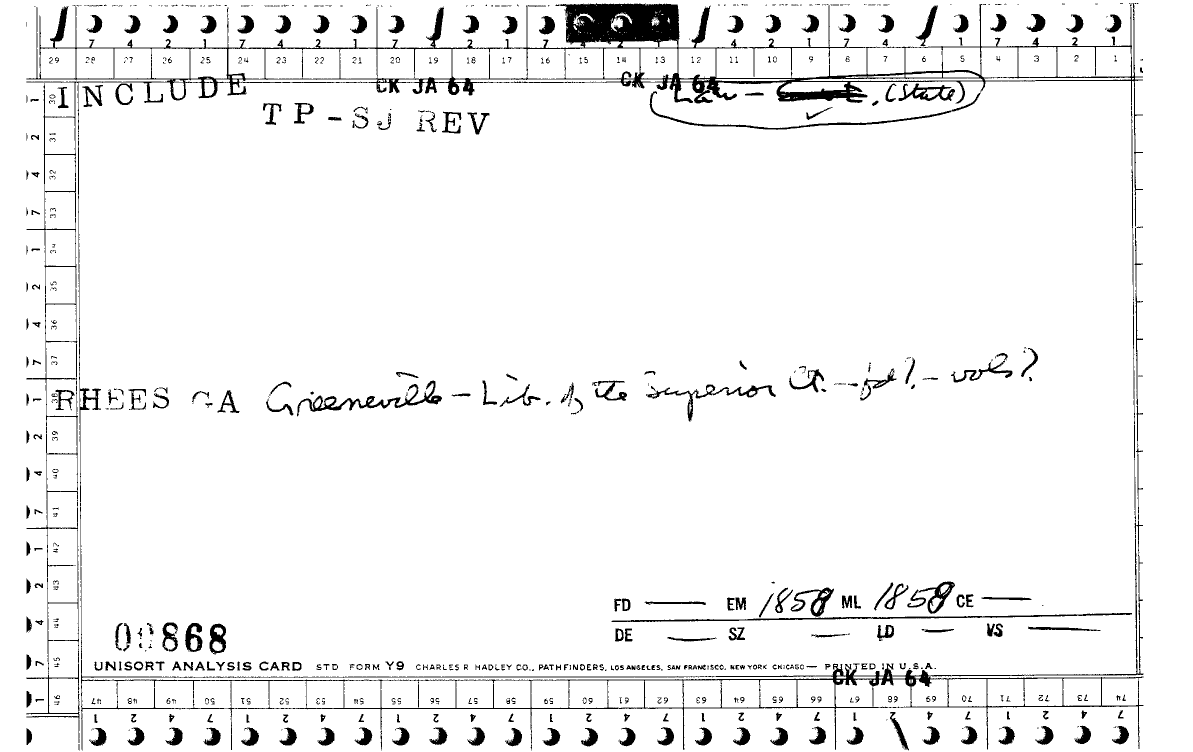 7 4 2 1 7 4 2 1 7 4 2 1 7 4 2 1 7 4 2 1 7 4 2 1
29 28 27 26 25 24 23 22 21 20 19 18 17 16 15 14 13 12 11 10 9 8 7 6 5 4 3 2 1
INCLUDE CK JA 64 CK JA 64
TP-SJ REV Law - (State)
1 30
2 31
4 32
7 33
1 34
2 35
4 36
7 37
RHEES GA Greeneville - Lib. of the Superior Ct. - fd? - vols?
1 38
2 39
4 40
7 41
1 42
2 43
4 44
7 45
1 46
FD — EM 1858 ML 1858 CE —
DE — SZ — LD — VS —
00868
UNISORT ANALYSIS CARD STD FORM Y9 CHARLES R HADLEY CO., PATHFINDERS, LOS ANGELES, SAN FRANCISCO, NEW YORK CHICAGO — PRINTED IN U.S.A.
CK JA 64
47 48 49 50 51 52 53 54 55 56 57 58 59 60 61 62 63 64 65 66 67 68 69 70 71 72 73 74
1 2 4 7 1 2 4 7 1 2 4 7 1 2 4 7 1 2 4 7 1 2 4 7 1 2 4 7